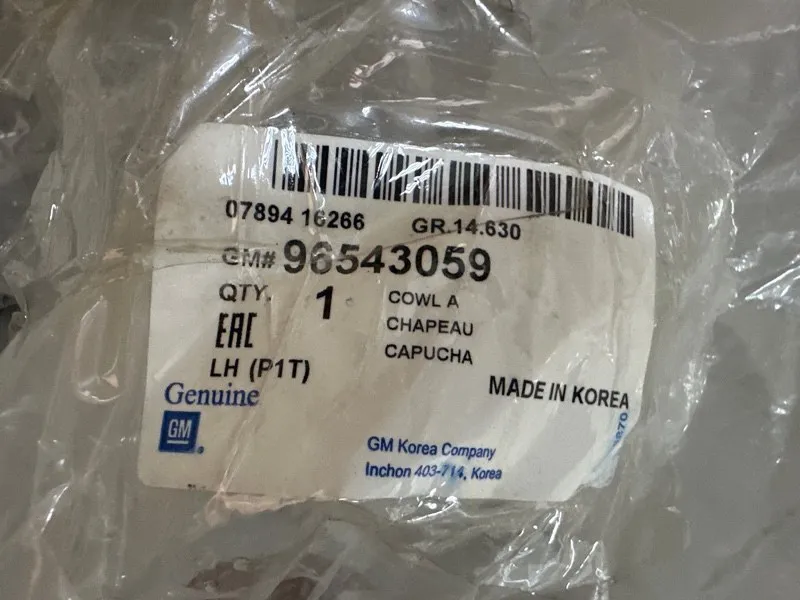 07894 16266 GR.14.630
GM# 96543059
QTY. 1 COWL A
CHAPEAU
EAC CAPUCHA
LH (P1T)
MADE IN KOREA
Genuine
GM
GM Korea Company
Inchon 403-714, Korea